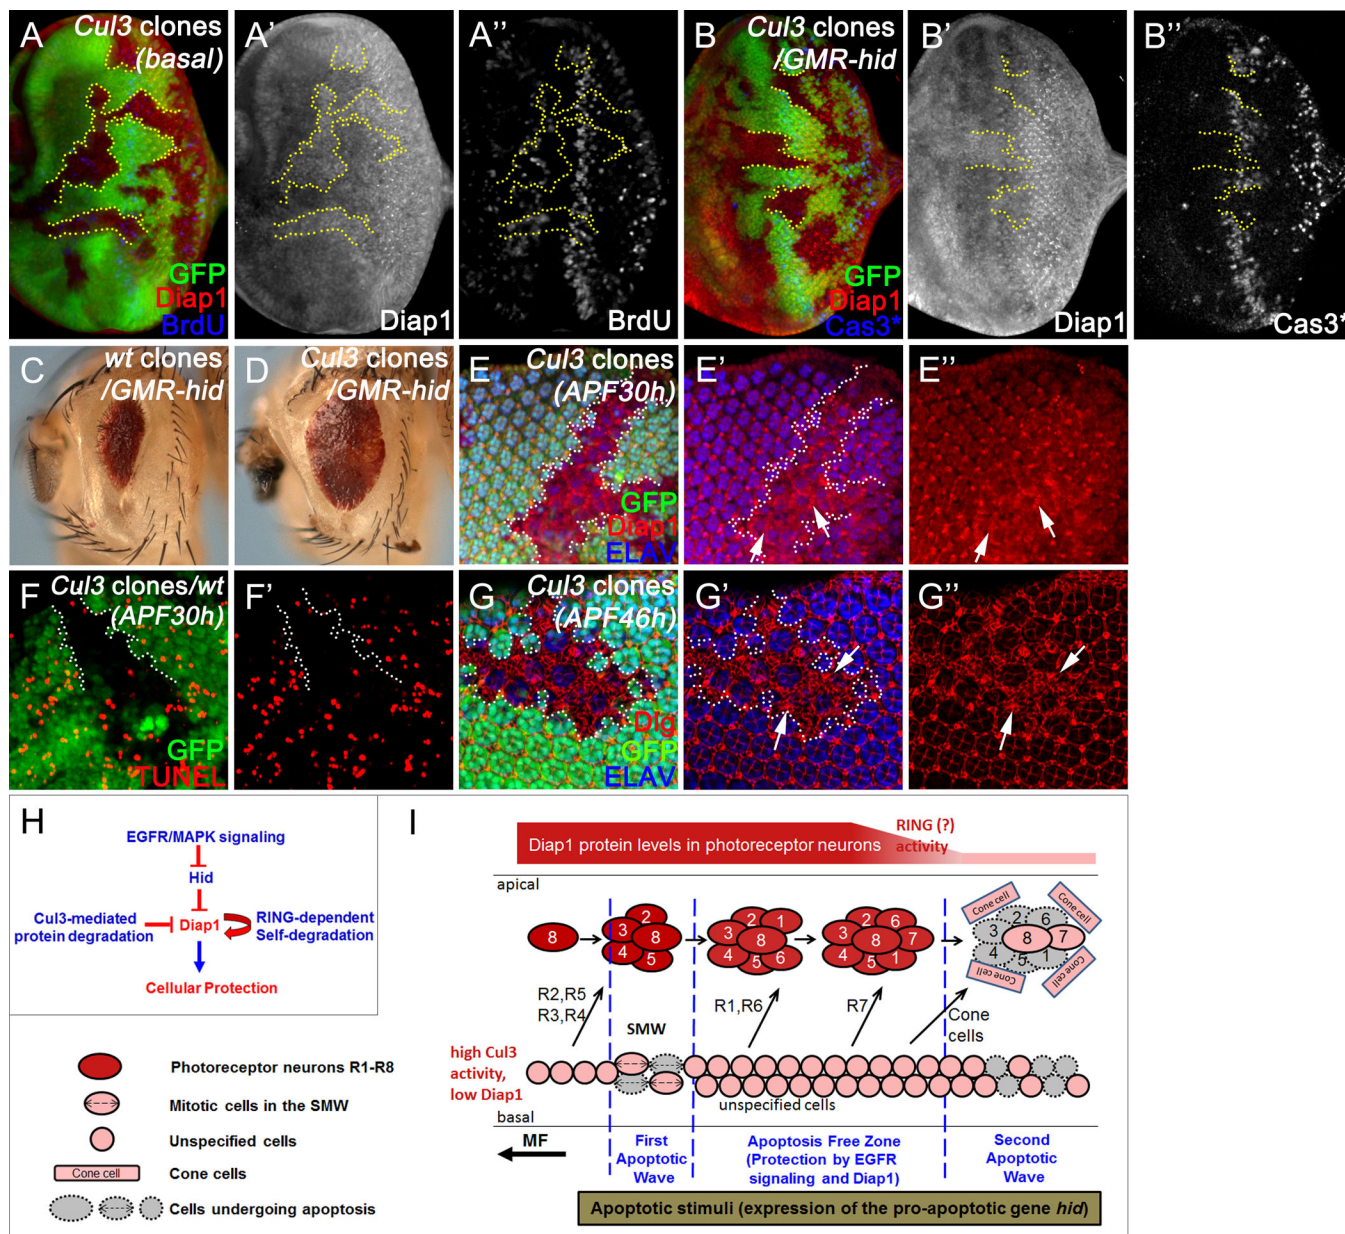 A
Cul3 clones
(basal)
GFP
Diap1
BrdU
A'
Diap1
A''
BrdU
B
Cul3 clones
/GMR-hid
GFP
Diap1
Cas3*
B'
Diap1
B''
Cas3*
C
wt clones
/GMR-hid
D
Cul3 clones
/GMR-hid
E
Cul3 clones
(APF30h)
GFP
Diap1
ELAV
E'
E''
F
Cul3 clones/wt
(APF30h)
GFP
TUNEL
F'
G
Cul3 clones
(APF46h)
Dlg
GFP
ELAV
G'
G''
H
EGFR/MAPK signaling
Hid
Cul3-mediated
protein degradation
Diap1
RING-dependent
Self-degradation
Cellular Protection
Photoreceptor neurons R1-R8
Mitotic cells in the SMW
Unspecified cells
Cone cell
Cone cells
Cells undergoing apoptosis
I
Diap1 protein levels in photoreceptor neurons
RING (?)
activity
apical
8
2
3
8
4
5
2
1
3
8
4
5
6
2
6
3
8
7
4
5
1
Cone cell
Cone cell
2
6
3
8
7
4
5
1
Cone cell
Cone cell
R2,R5
R3,R4
SMW
R1,R6
R7
Cone
cells
high Cul3
activity,
low Diap1
unspecified cells
basal
MF
First
Apoptotic
Wave
Apoptosis Free Zone
(Protection by EGFR
signaling and Diap1)
Second
Apoptotic
Wave
Apoptotic stimuli (expression of the pro-apoptotic gene hid)